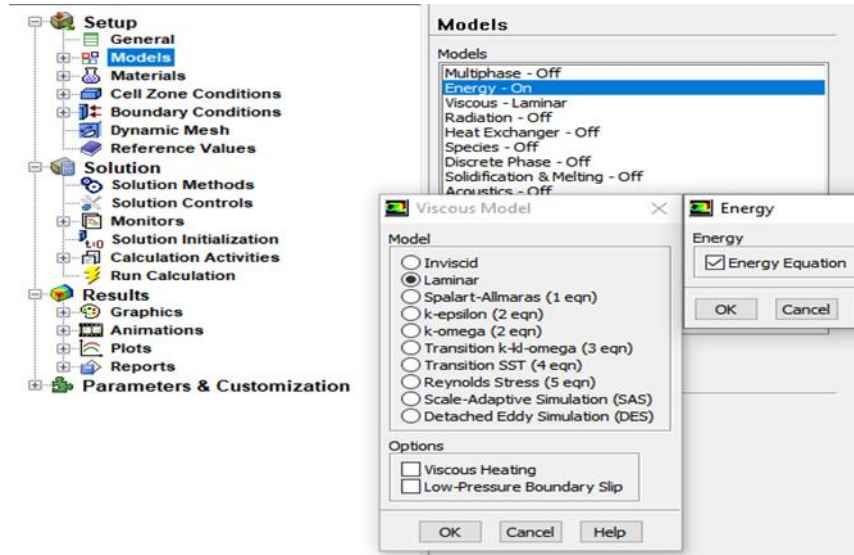 Setup
General
Models
Materials
Cell Zone Conditions
Boundary Conditions
Dynamic Mesh
Reference Values
Solution
Solution Methods
Solution Controls
Monitors
Solution Initialization
Calculation Activities
Run Calculation
Results
Graphics
Animations
Plots
Reports
Parameters & Customization
Models
Models
Multiphase - Off
Energy - On
Viscous - Laminar
Radiation - Off
Heat Exchanger - Off
Species - Off
Discrete Phase - Off
Solidification & Melting - Off
Acoustics - Off
Viscous Model
Model
Inviscid
Laminar
Spalart-Allmaras (1 eqn)
k-epsilon (2 eqn)
k-omega (2 eqn)
Transition k-kl-omega (3 eqn)
Transition SST (4 eqn)
Reynolds Stress (5 eqn)
Scale-Adaptive Simulation (SAS)
Detached Eddy Simulation (DES)
Options
Viscous Heating
Low-Pressure Boundary Slip
OK Cancel Help
Energy
Energy
Energy Equation
OK Cancel